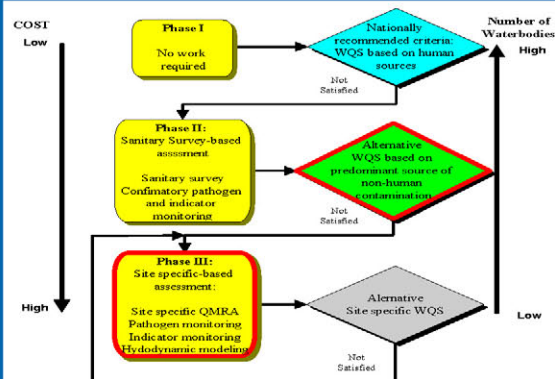 COST
Low
Phase I
No work
required
Nationally
recommended criteria:
WQS based on human
sources
Number of
Waterbodies
High
Not
Satisfied
Phase II:
Sanitary Survey-based
asssment
Sanitary survey
Confimatory pathogen
and indicator
monitoring
Alternative
WQS based on
predominant source of
non-human
contamination
Not
Satisfied
Phase III:
Site specific-based
assessment:
Site specific QMRA
Pathogen monitoring
Indicator monitoring
Hydodynamic modeling
Alernative
Site specific WQS
High
Low
Not
Satisfied